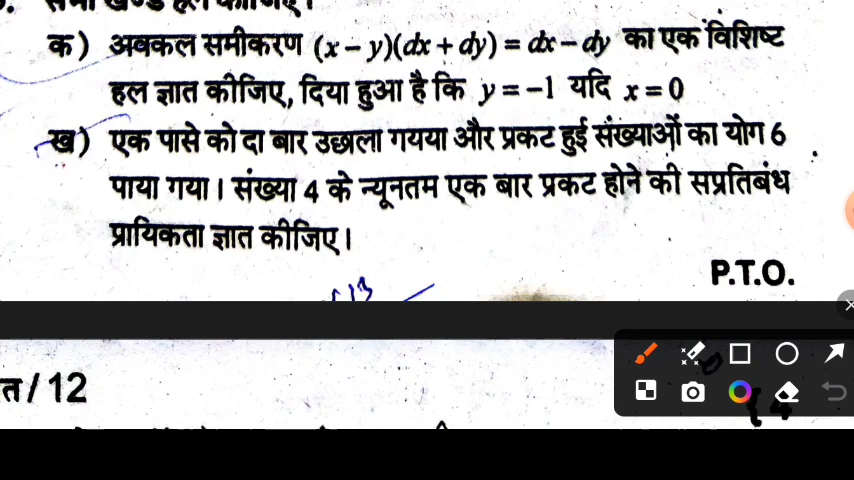 क) अवकल समीकरण (x – y)(dx + dy) = dx – dy का एक विशिष्ट
हल ज्ञात कीजिए, दिया हुआ है कि y = –1 यदि x = 0
ख) एक पासे को दा बार उछाला गयया और प्रकट हुई संख्याओं का योग 6
पाया गया। संख्या 4 के न्यूनतम एक बार प्रकट होने की सप्रतिबंध
प्रायिकता ज्ञात कीजिए।
P.T.O.
/ 12